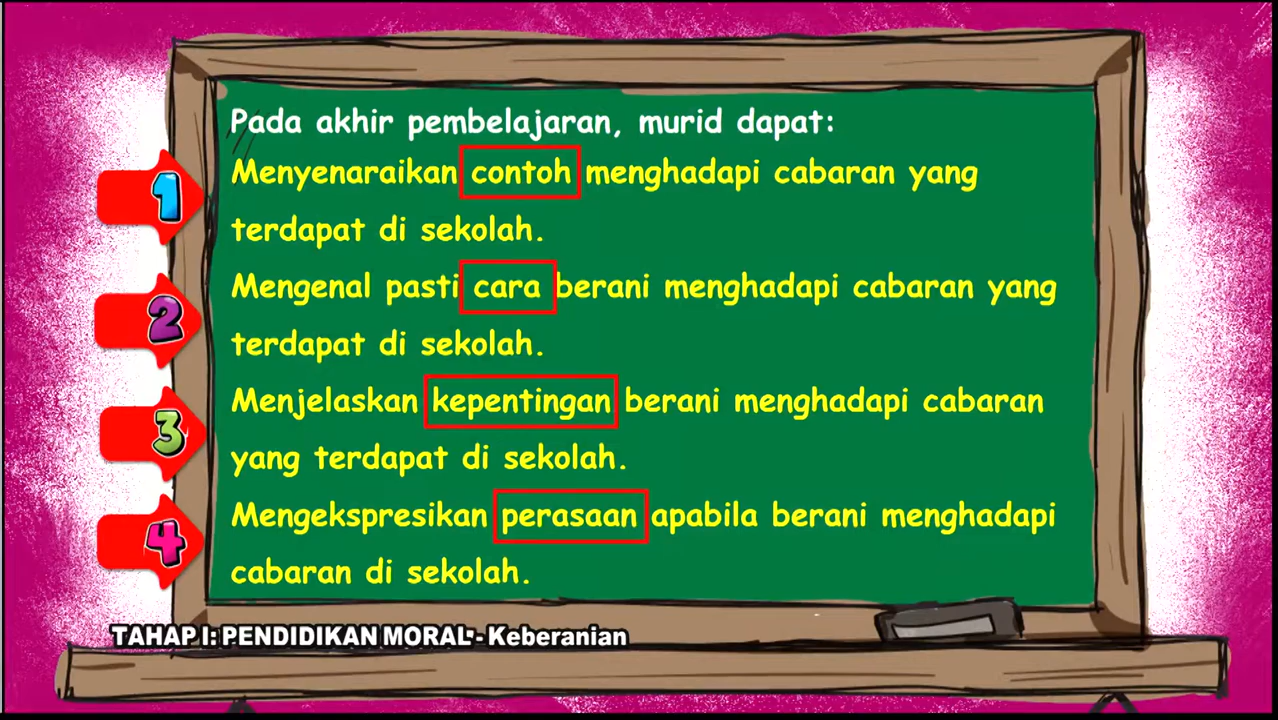 Pada akhir pembelajaran, murid dapat:
1
Menyenaraikan contoh menghadapi cabaran yang
terdapat di sekolah.
2
Mengenal pasti cara berani menghadapi cabaran yang
terdapat di sekolah.
3
Menjelaskan kepentingan berani menghadapi cabaran
yang terdapat di sekolah.
4
Mengekspresikan perasaan apabila berani menghadapi
cabaran di sekolah.
TAHAP I: PENDIDIKAN MORAL - Keberanian